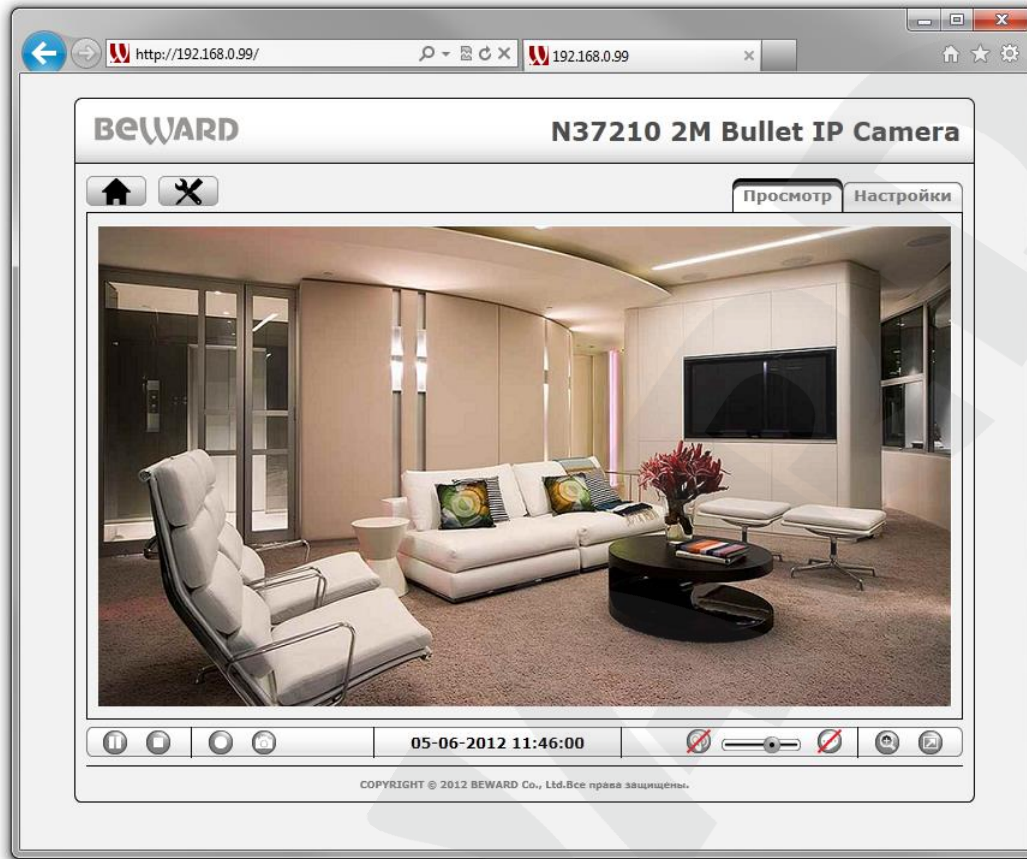 http://192.168.0.99/
192.168.0.99
BEWARD
N37210 2M Bullet IP Camera
Просмотр
Настройки
05-06-2012 11:46:00
COPYRIGHT © 2012 BEWARD Co., Ltd.Все права защищены.